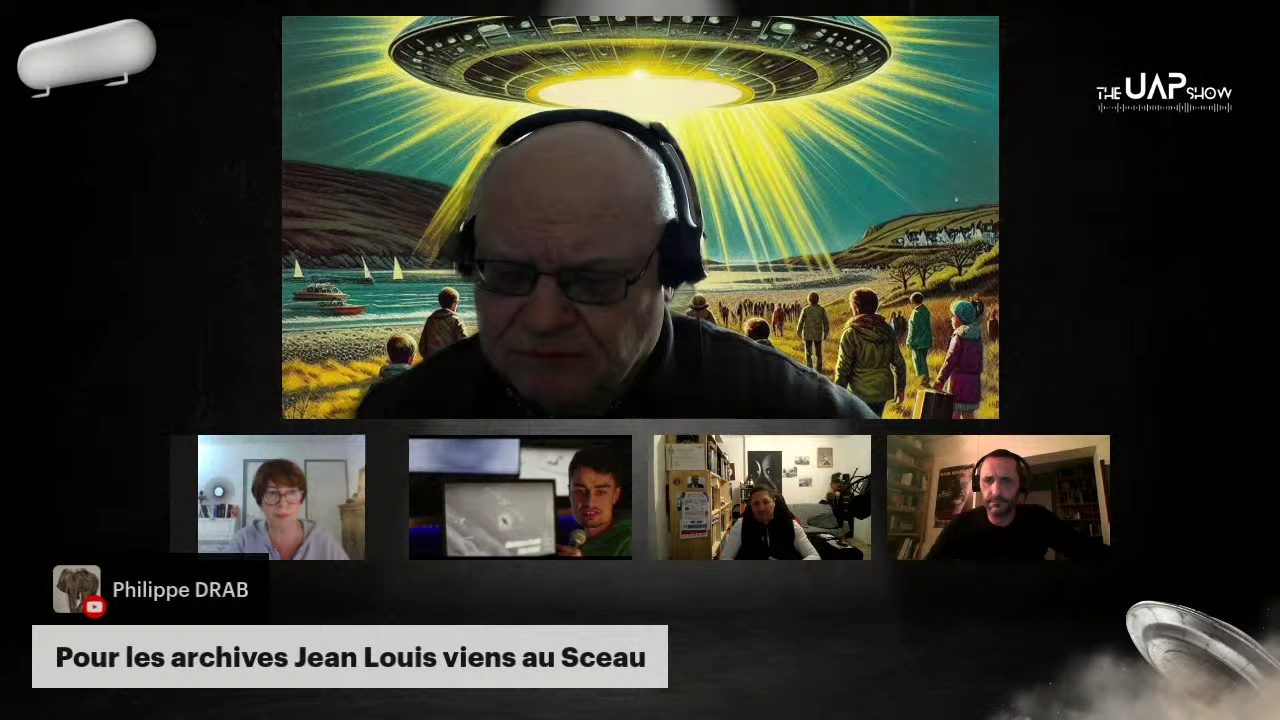 THE UAP SHOW
Philippe DRAB
Pour les archives Jean Louis viens au Sceau